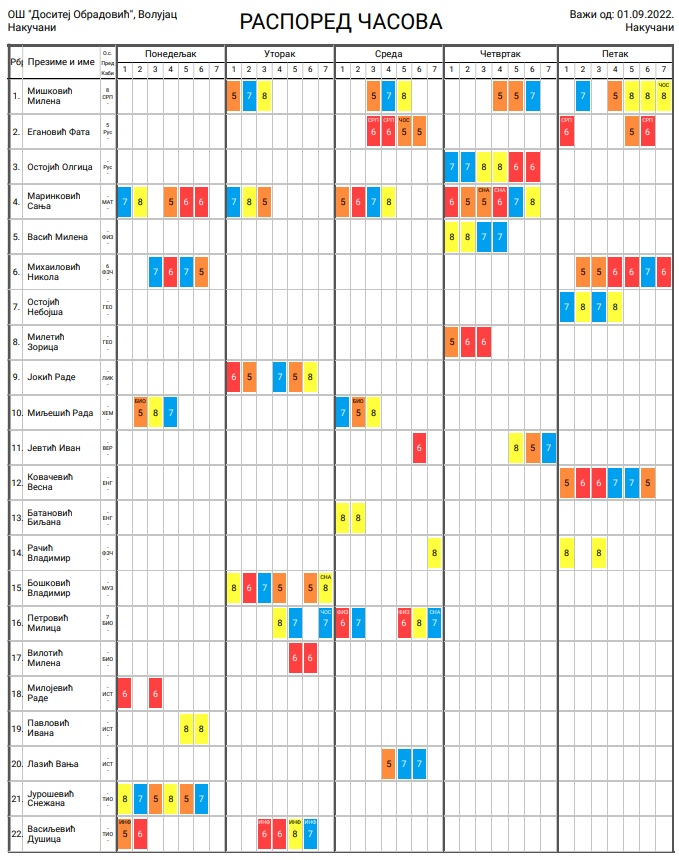 ОШ "Доситеј Обрадовић", Волујац
Накучани
РАСПОРЕД ЧАСОВА
Важи од: 01.09.2022.
Накучани
Рбр Презиме и име О.с. Пред Каби Понедељак Уторак Среда Четвртак Петак
1 2 3 4 5 6 7 1 2 3 4 5 6 7 1 2 3 4 5 6 7 1 2 3 4 5 6 7 1 2 3 4 5 6 7
1. Мишковић Милена 8 СРП - 5 7 8 5 7 8 5 5 7 7 5 8 8 ЧОС 8
2. Егановић Фата 5 Рус - СРП 6 СРП 6 ЧОС 5 5 СРП 6 5 СРП 6
3. Остојић Олгица - Рус - 7 7 8 8 6 6
4. Маринковић Сања - МАТ - 7 8 5 6 6 7 8 5 5 6 7 8 6 5 СНА 5 СНА 6 7 8
5. Васић Милена - ФИЗ - 8 8 7 7
6. Михаиловић Никола 6 ФЗЧ - 7 6 7 5 5 5 6 6 7 6
7. Остојић Небојша - ГЕО - 7 8 7 8
8. Милетић Зорица - ГЕО - 5 6 6
9. Јокић Раде - ЛИК - 6 5 7 5 8
10. Миљешић Рада - ХЕМ - БИО 5 8 7 7 БИО 5 8
11. Јевтић Иван - ВЕР - 6 8 5 7
12. Ковачевић Весна - ЕНГ - 5 6 6 7 7 5
13. Батановић Биљана - ЕНГ - 8 8
14. Рачић Владимир - ФЗЧ - 8 8 8
15. Бошковић Владимир - МУЗ - 8 6 7 5 5 СНА 8
16. Петровић Милица 7 БИО - 8 7 ЧОС 7 ФИЗ 6 7 ФИЗ 6 8 СНА 7
17. Вилотић Милена - БИО - 6 6
18. Милојевић Раде - ИСТ - 6 6
19. Павловић Ивана - ИСТ - 8 8
20. Лазић Вања - ИСТ - 5 7 7
21. Јурошевић Снежана - ТИО - 8 7 5 8 5 7
22. Васиљевић Душица - ТИО - ИНФ 5 6 ИНФ 6 6 ИНФ 8 ИНФ 7